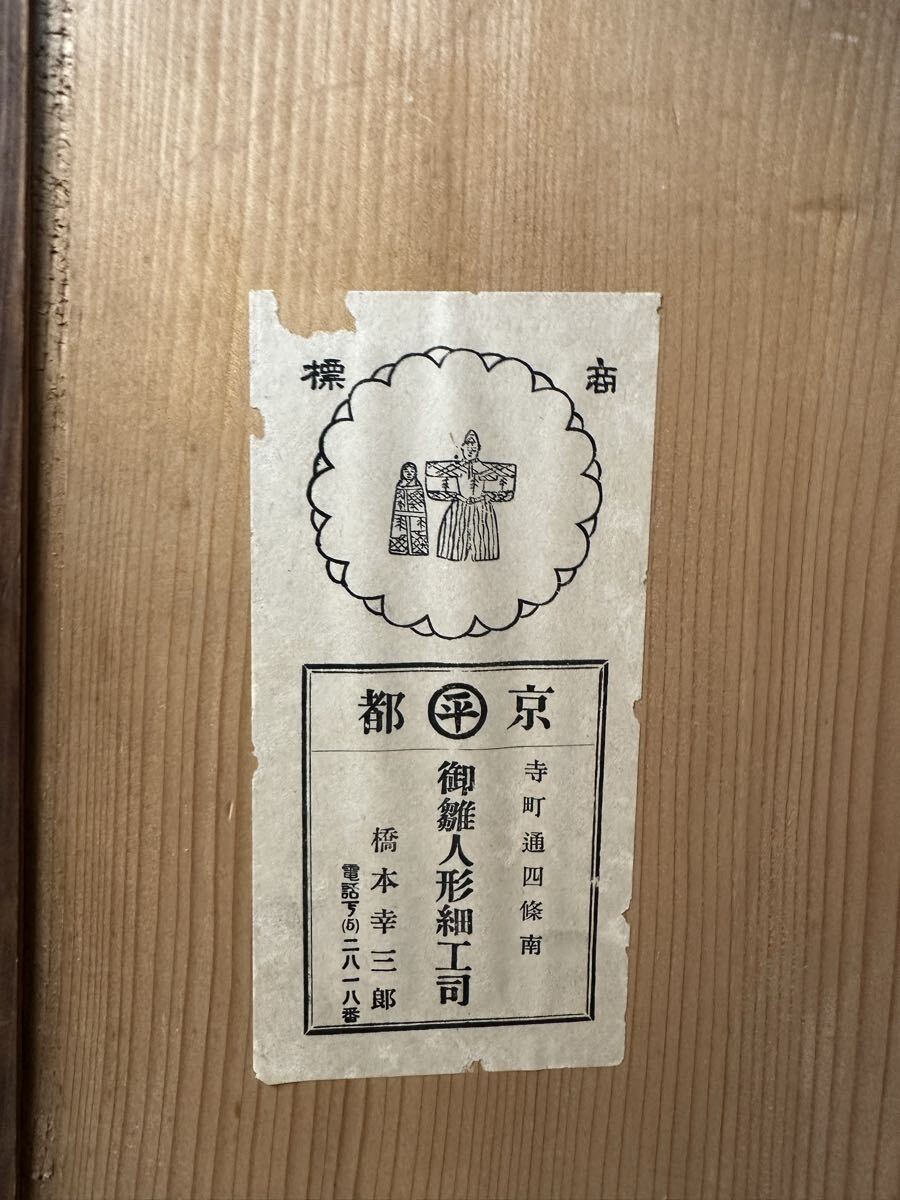 商標
京㊥都
寺町通四條南
御雛人形細工司
橋本幸三郎
電話下(5)二八一八番